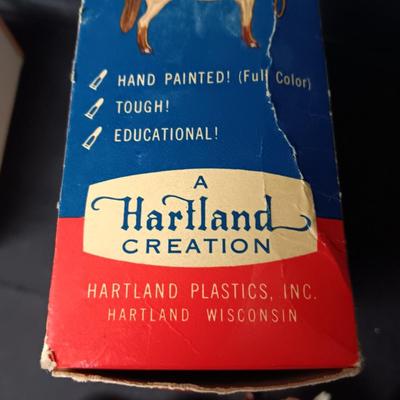 HAND PAINTED! (Full Color)
TOUGH!
EDUCATIONAL!
A
Hartland
CREATION
HARTLAND PLASTICS, INC.
HARTLAND WISCONSIN